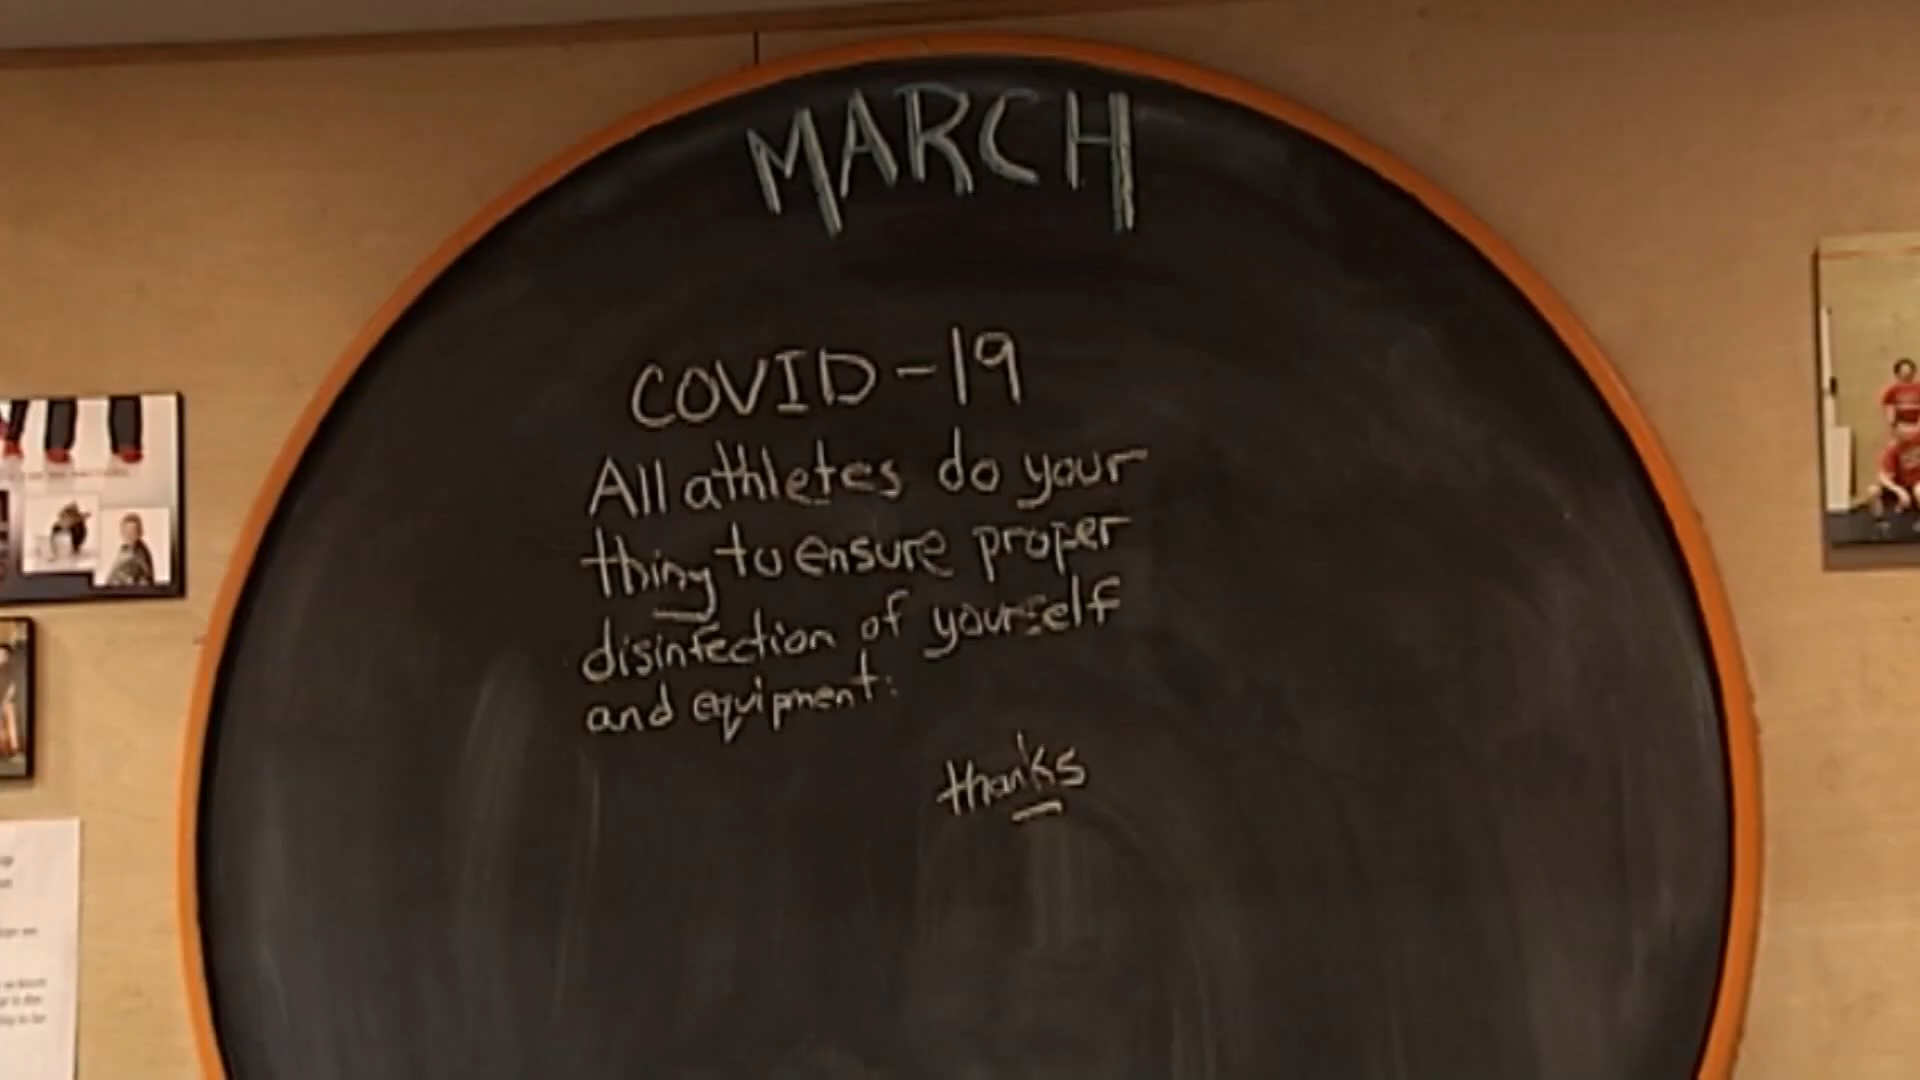 MARCH
COVID-19
All athletes do your
thing to ensure proper
disinfection of yourself
and equipment:
thanks